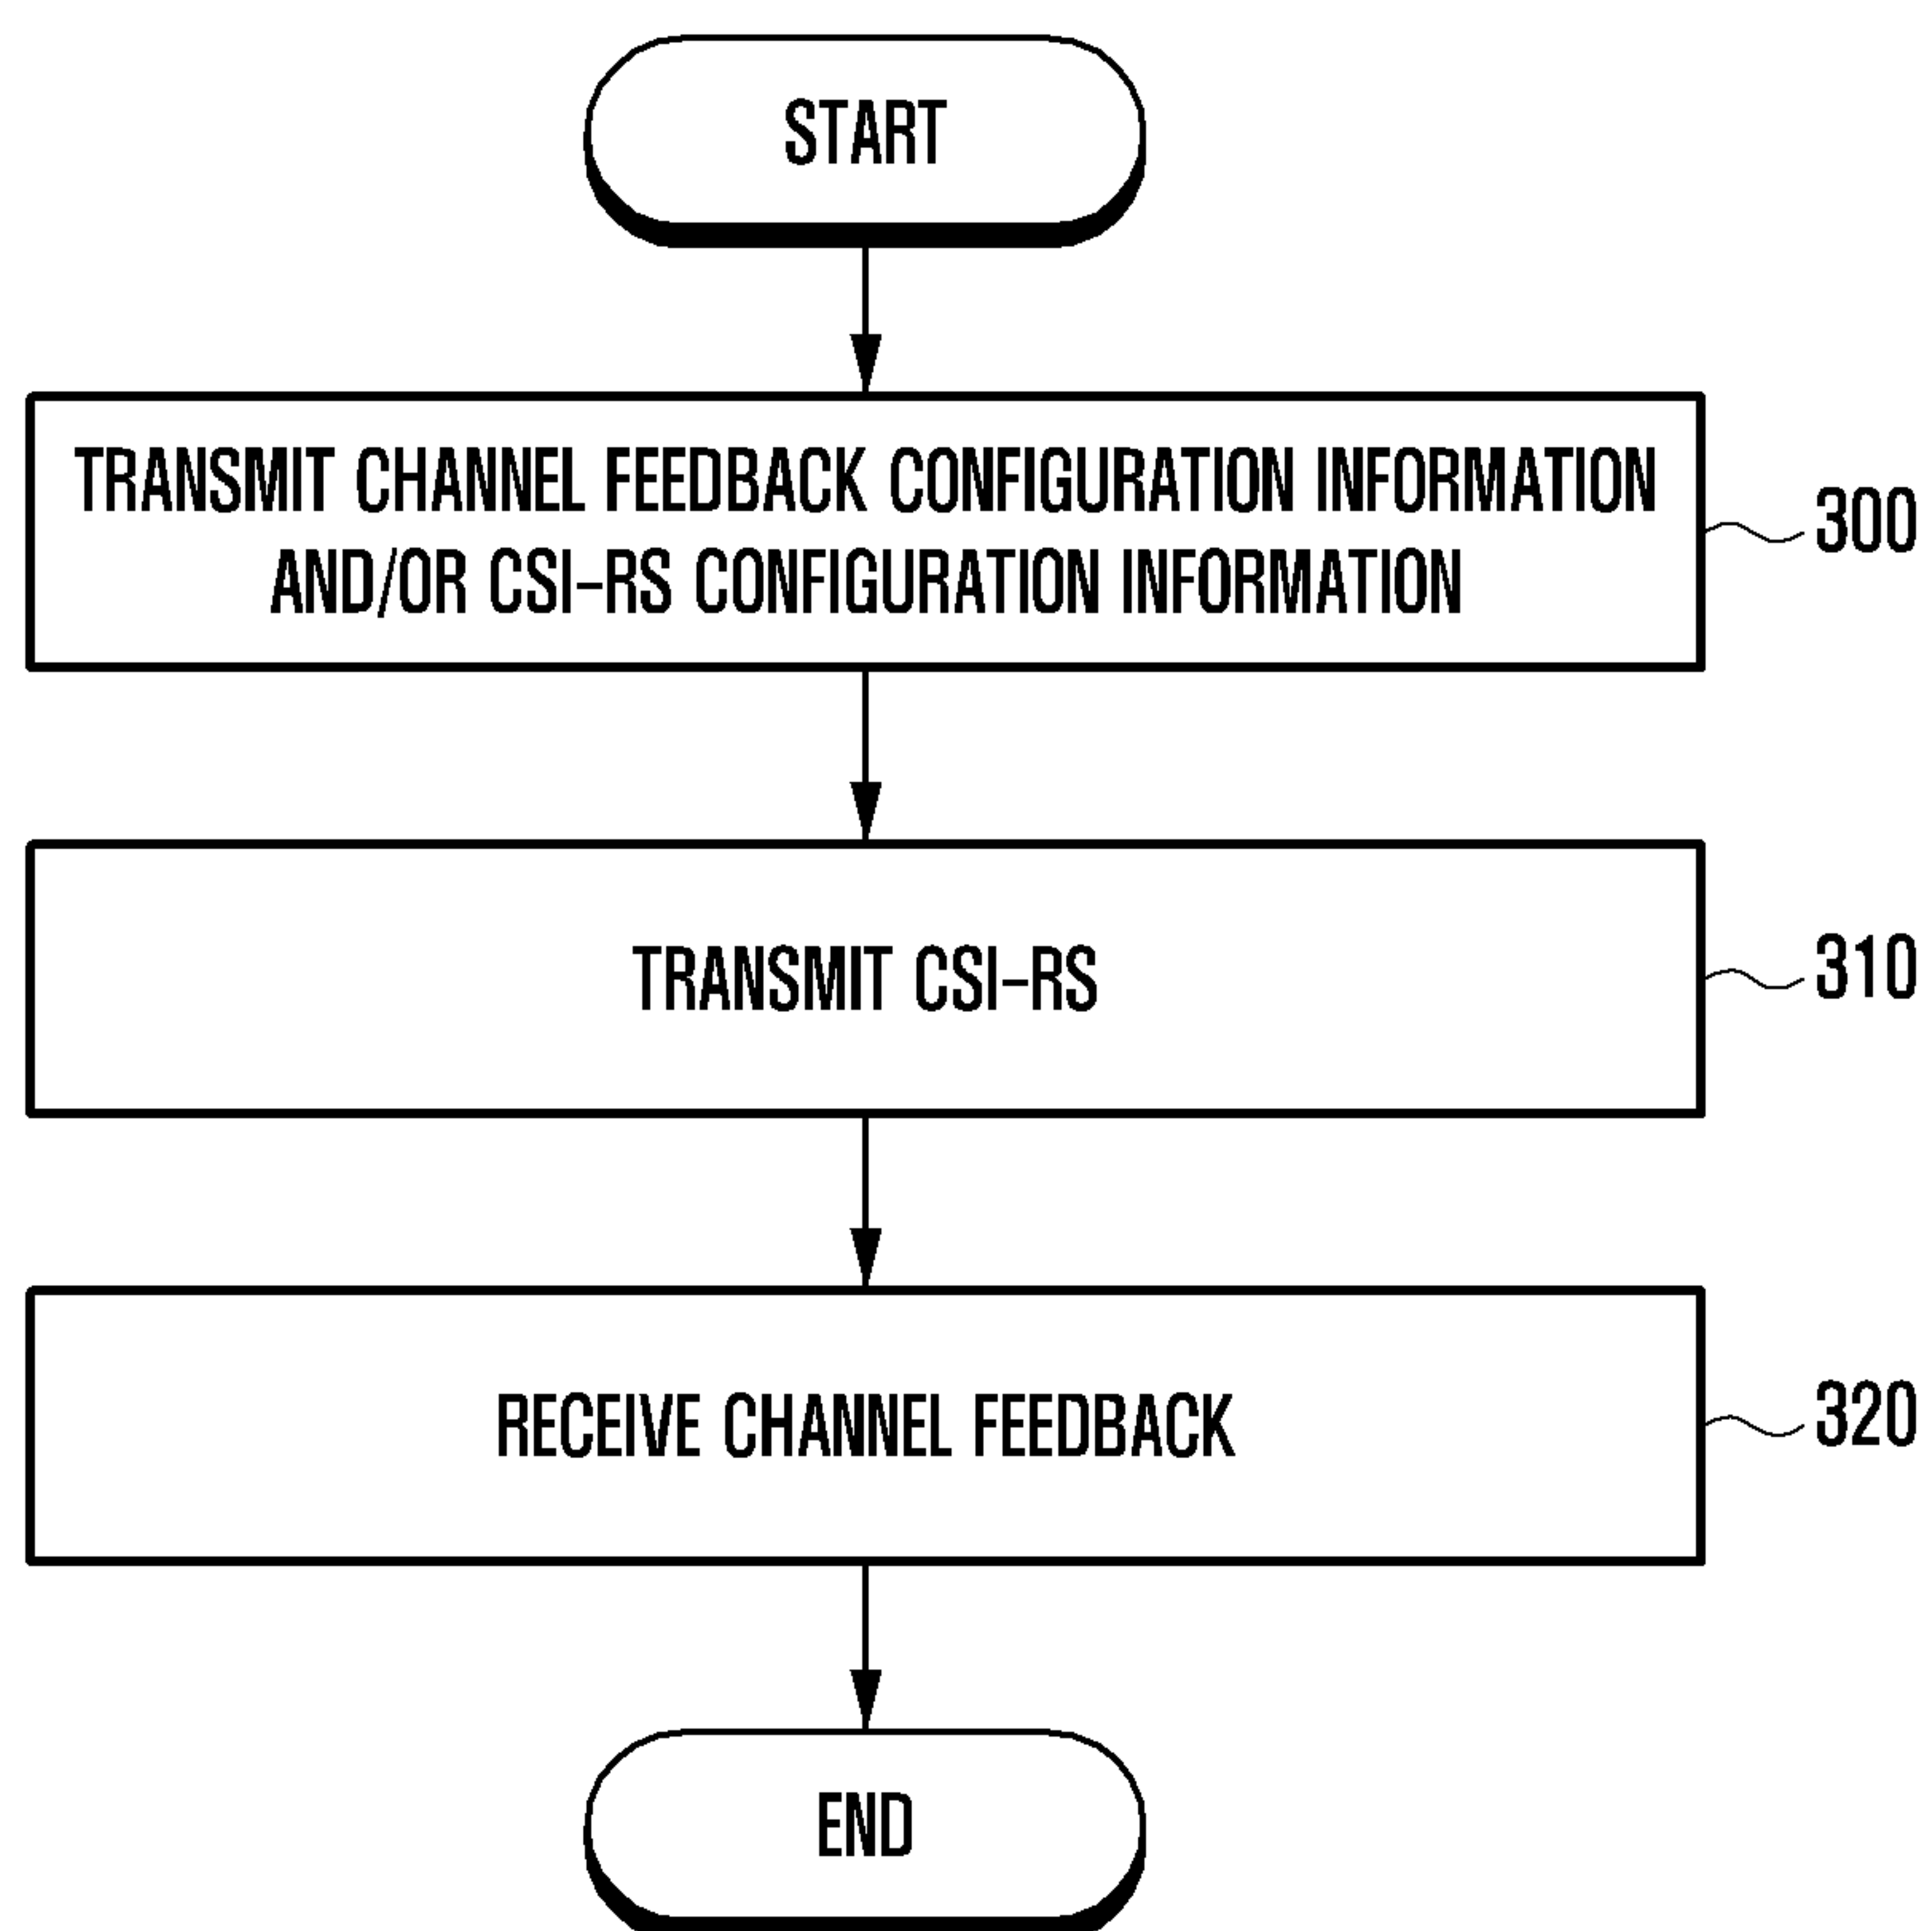 START
TRANSMIT CHANNEL FEEDBACK CONFIGURATION INFORMATION
AND/OR CSI-RS CONFIGURATION INFORMATION
300
TRANSMIT CSI-RS
310
RECEIVE CHANNEL FEEDBACK
320
END